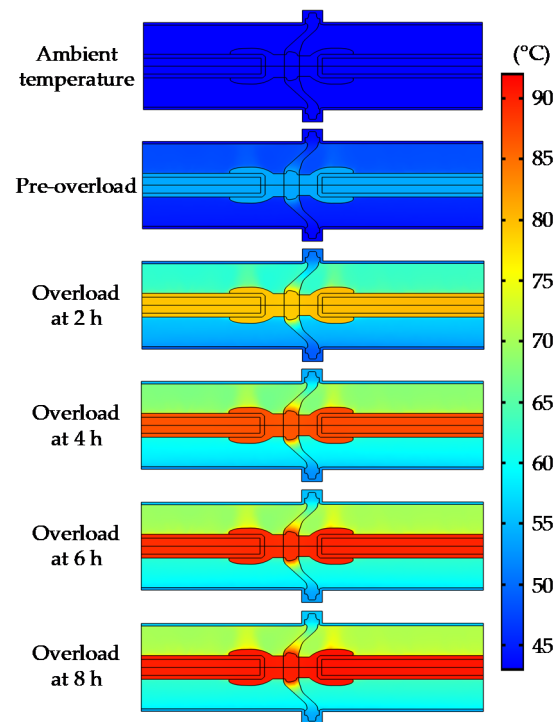 Ambient
temperature
(°C)
90
Pre-overload
85
80
75
Overload
at 2 h
70
Overload
at 4 h
65
60
55
Overload
at 6 h
50
45
Overload
at 8 h